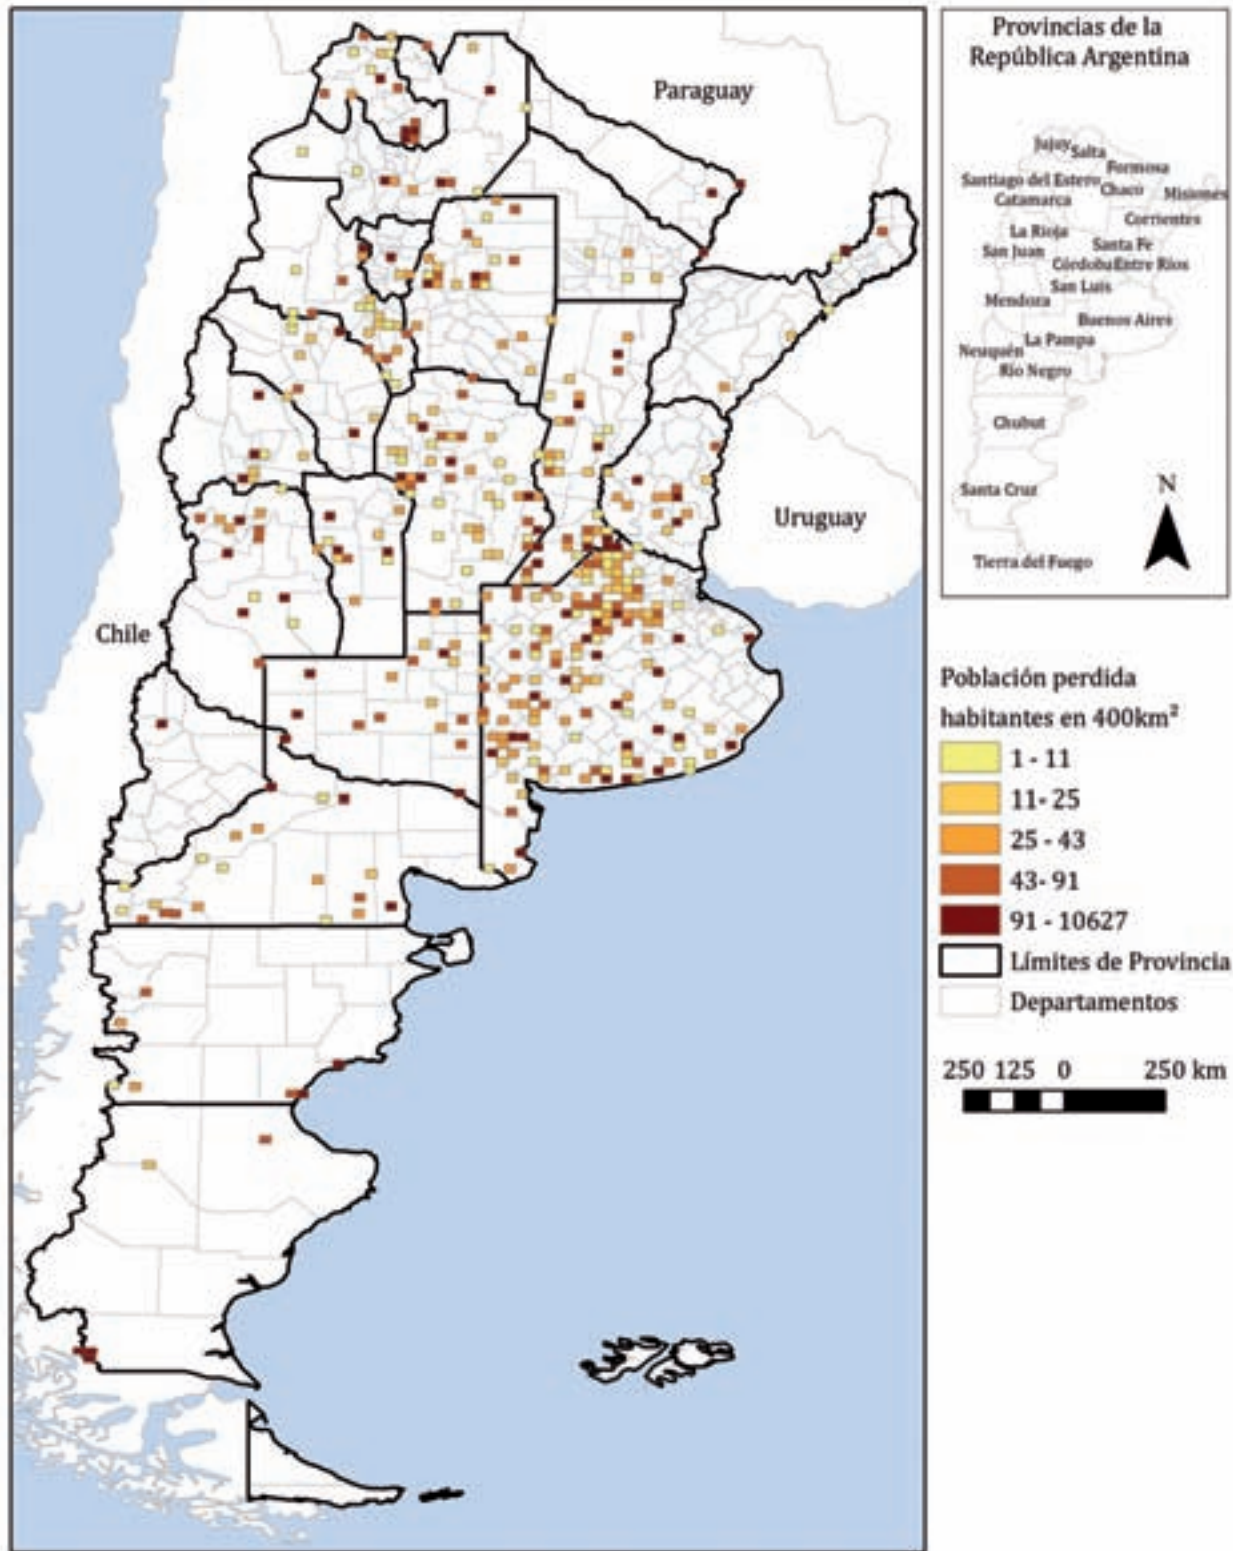 Paraguay
Uruguay
Chile
Provincias de la
República Argentina
Jujuy
Salta
Formosa
Santiago del Estero
Chaco
Misiones
Catamarca
Corrientes
La Rioja
Santa Fe
San Juan
Córdoba
Entre Ríos
San Luis
Mendoza
Buenos Aires
La Pampa
Neuquén
Río Negro
Chubut
Santa Cruz
N
Tierra del Fuego
Población perdida
habitantes en 400km²
1 - 11
11- 25
25 - 43
43- 91
91 - 10627
Límites de Provincia
Departamentos
250 125 0 250 km